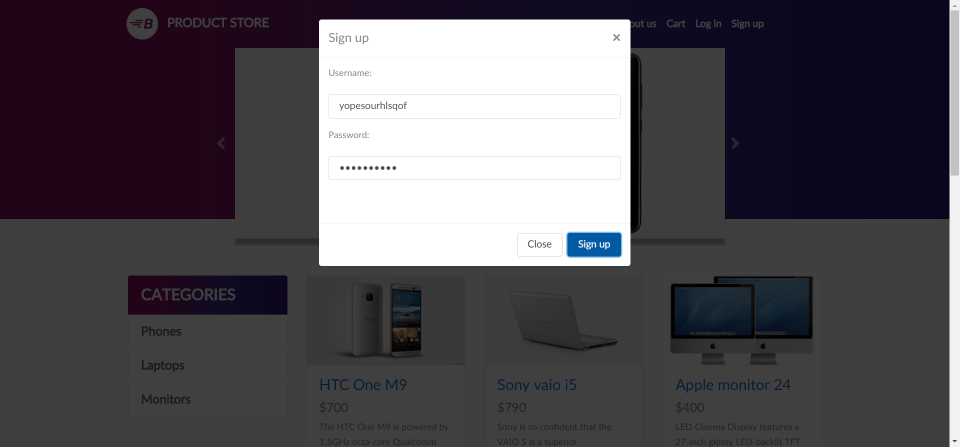 B PRODUCT STORE
out us Cart Log in Sign up
Sign up ×
Username:
yopesourhlsqof
Password:
Close Sign up
CATEGORIES
Phones
Laptops
Monitors
HTC One M9
$700
The HTC One M9 is powered by
1.5GHz octa-core Qualcomm
Sony vaio i5
$790
Sony is so confident that the
VAIO S is a superior
Apple monitor 24
$400
LED Cinema Display features a
27-inch glossy LED-backlit TFT